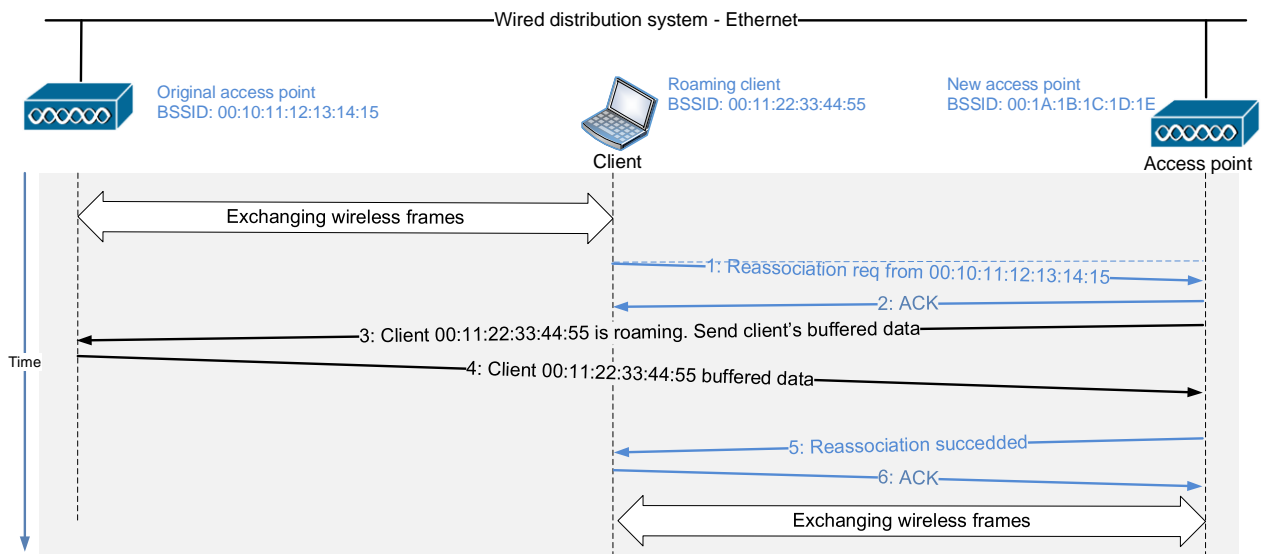 Wired distribution system - Ethernet
Original access point
BSSID: 00:10:11:12:13:14:15
Roaming client
BSSID: 00:11:22:33:44:55
New access point
BSSID: 00:1A:1B:1C:1D:1E
Client
Access point
Exchanging wireless frames
1: Reassociation req from 00:10:11:12:13:14:15
2: ACK
3: Client 00:11:22:33:44:55 is roaming. Send client's buffered data
Time
4: Client 00:11:22:33:44:55 buffered data
5: Reassociation succedded
6: ACK
Exchanging wireless frames